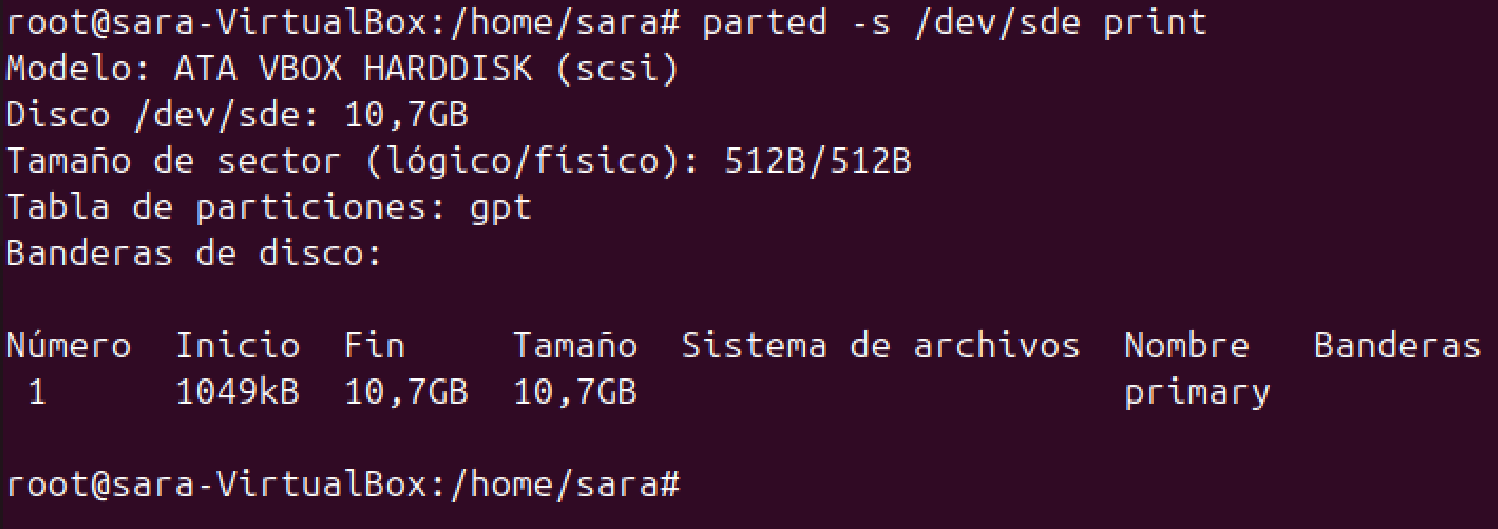 root@sara-VirtualBox:/home/sara# parted -s /dev/sde print
Modelo: ATA VBOX HARDDISK (scsi)
Disco /dev/sde: 10,7GB
Tamaño de sector (lógico/físico): 512B/512B
Tabla de particiones: gpt
Banderas de disco:
Número  Inicio  Fin     Tamaño  Sistema de archivos  Nombre   Banderas
 1      1049kB  10,7GB  10,7GB                       primary
root@sara-VirtualBox:/home/sara#